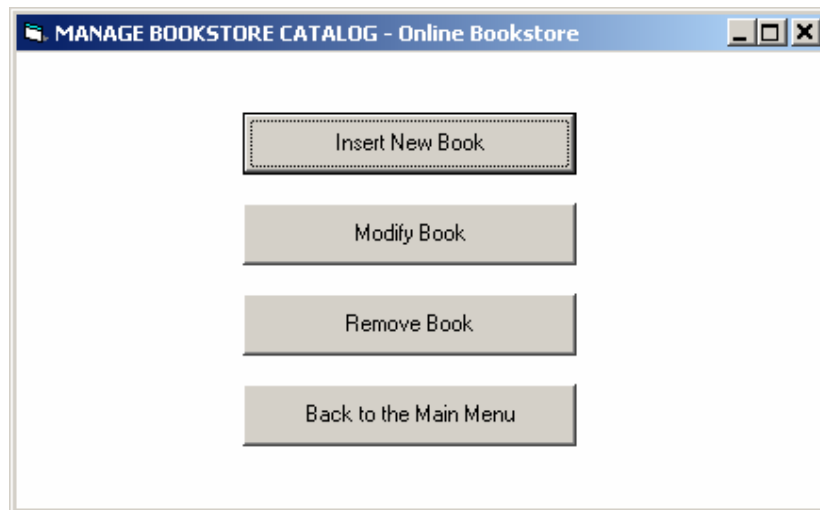 MANAGE BOOKSTORE CATALOG - Online Bookstore
Insert New Book
Modify Book
Remove Book
Back to the Main Menu